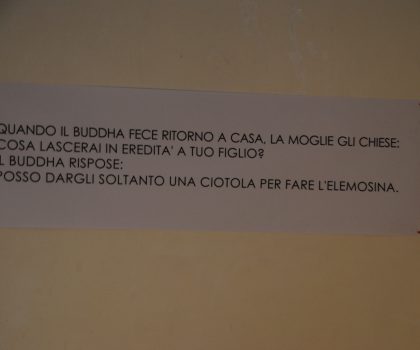 QUANDO IL BUDDHA FECE RITORNO A CASA, LA MOGLIE GLI CHIESE:
COSA LASCERAI IN EREDITA' A TUO FIGLIO?
IL BUDDHA RISPOSE:
POSSO DARGLI SOLTANTO UNA CIOTOLA PER FARE L'ELEMOSINA.